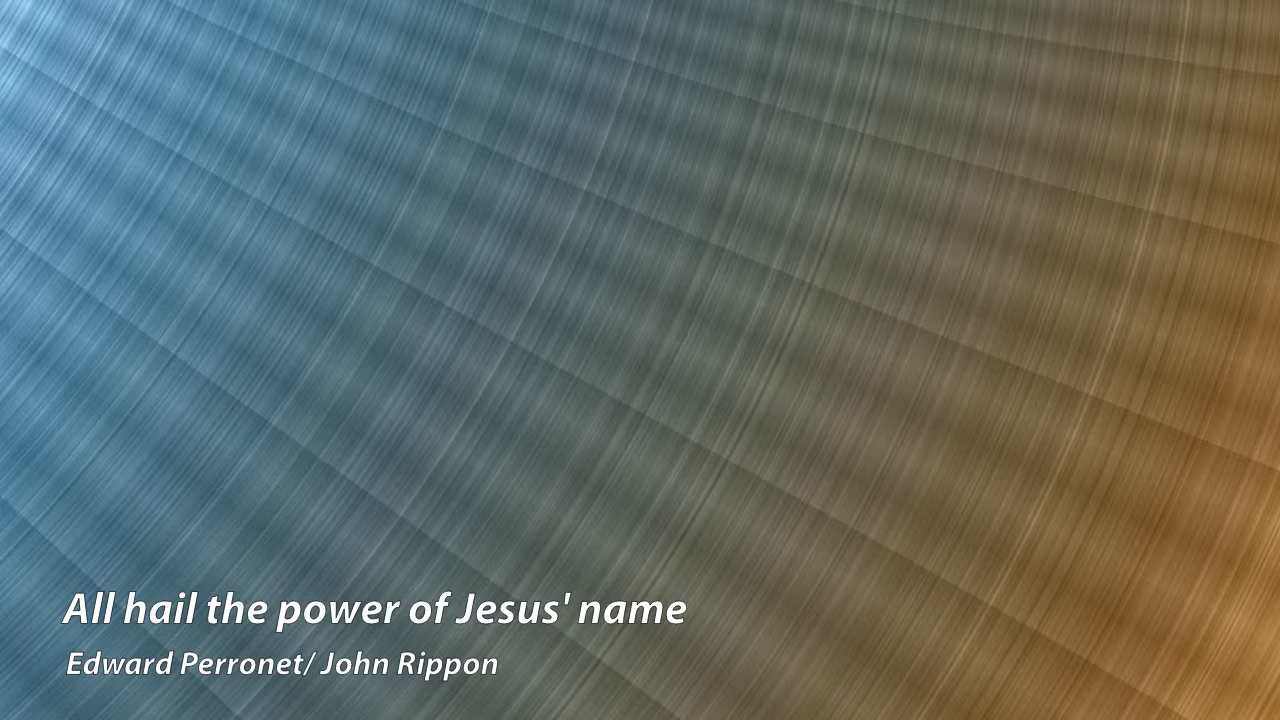 All hail the power of Jesus' name
Edward Perronet/ John Rippon